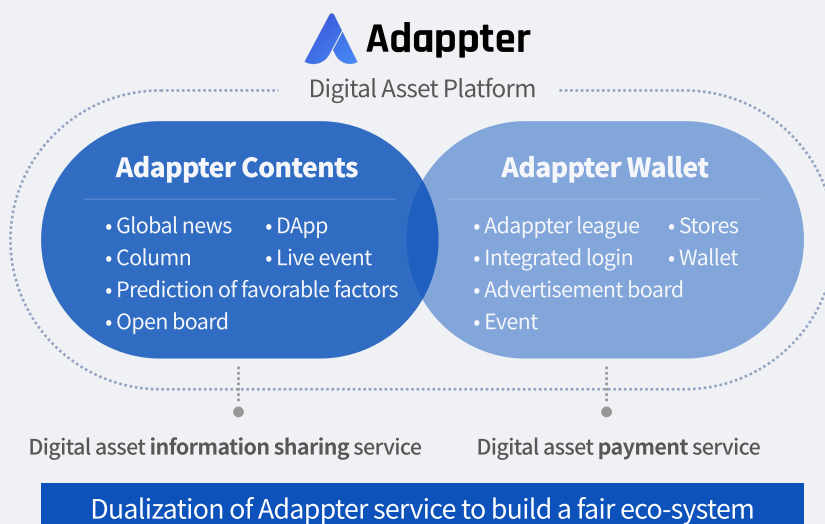 Adappter
Digital Asset Platform
Adappter Contents
• Global news • DApp
• Column • Live event
• Prediction of favorable factors
• Open board
Adappter Wallet
• Adappter league • Stores
• Integrated login • Wallet
• Advertisement board
• Event
Digital asset information sharing service
Digital asset payment service
Dualization of Adappter service to build a fair eco-system